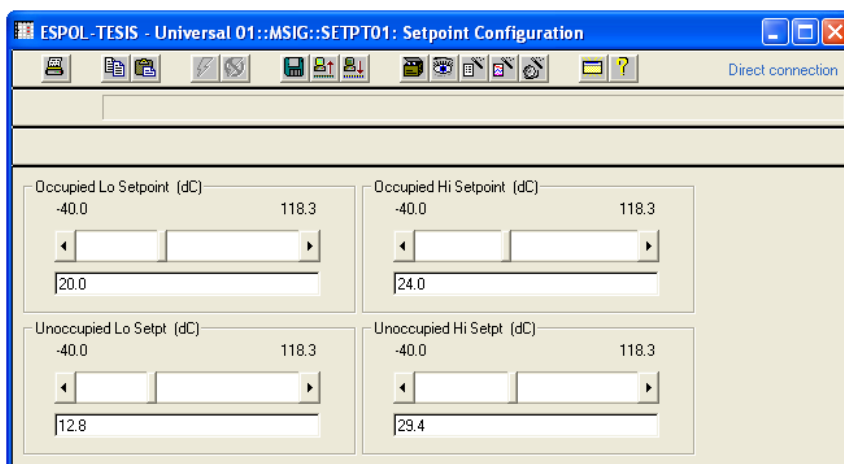 ESPOL-TESIS - Universal 01::MSIG::SETPT01: Setpoint Configuration
Direct connection
Occupied Lo Setpoint (dC)
-40.0 118.3
20.0
Occupied Hi Setpoint (dC)
-40.0 118.3
24.0
Unoccupied Lo Setpt (dC)
-40.0 118.3
12.8
Unoccupied Hi Setpt (dC)
-40.0 118.3
29.4